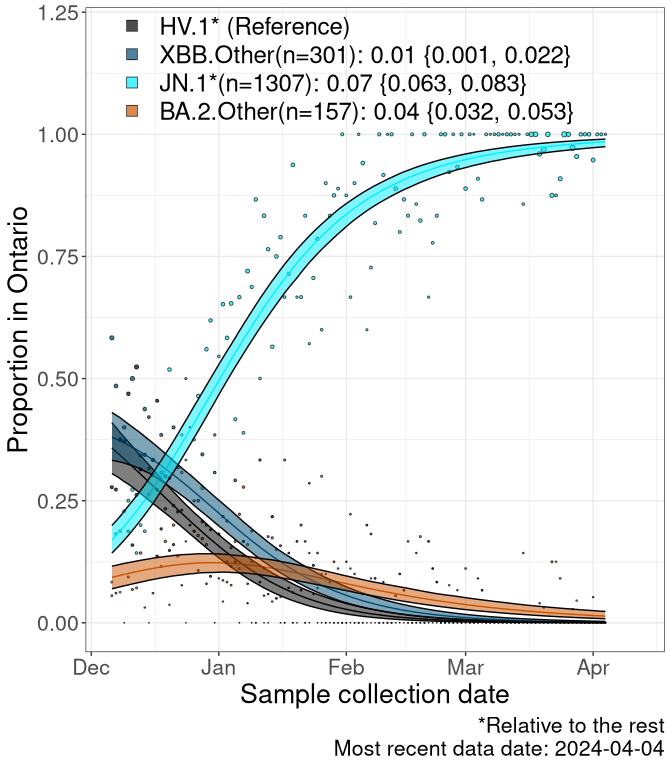 HV.1* (Reference)
XBB.Other(n=301): 0.01 {0.001, 0.022}
JN.1*(n=1307): 0.07 {0.063, 0.083}
BA.2.Other(n=157): 0.04 {0.032, 0.053}
1.25
1.00
0.75
0.50
0.25
0.00
Proportion in Ontario
Dec Jan Feb Mar Apr
Sample collection date
*Relative to the rest
Most recent data date: 2024-04-04